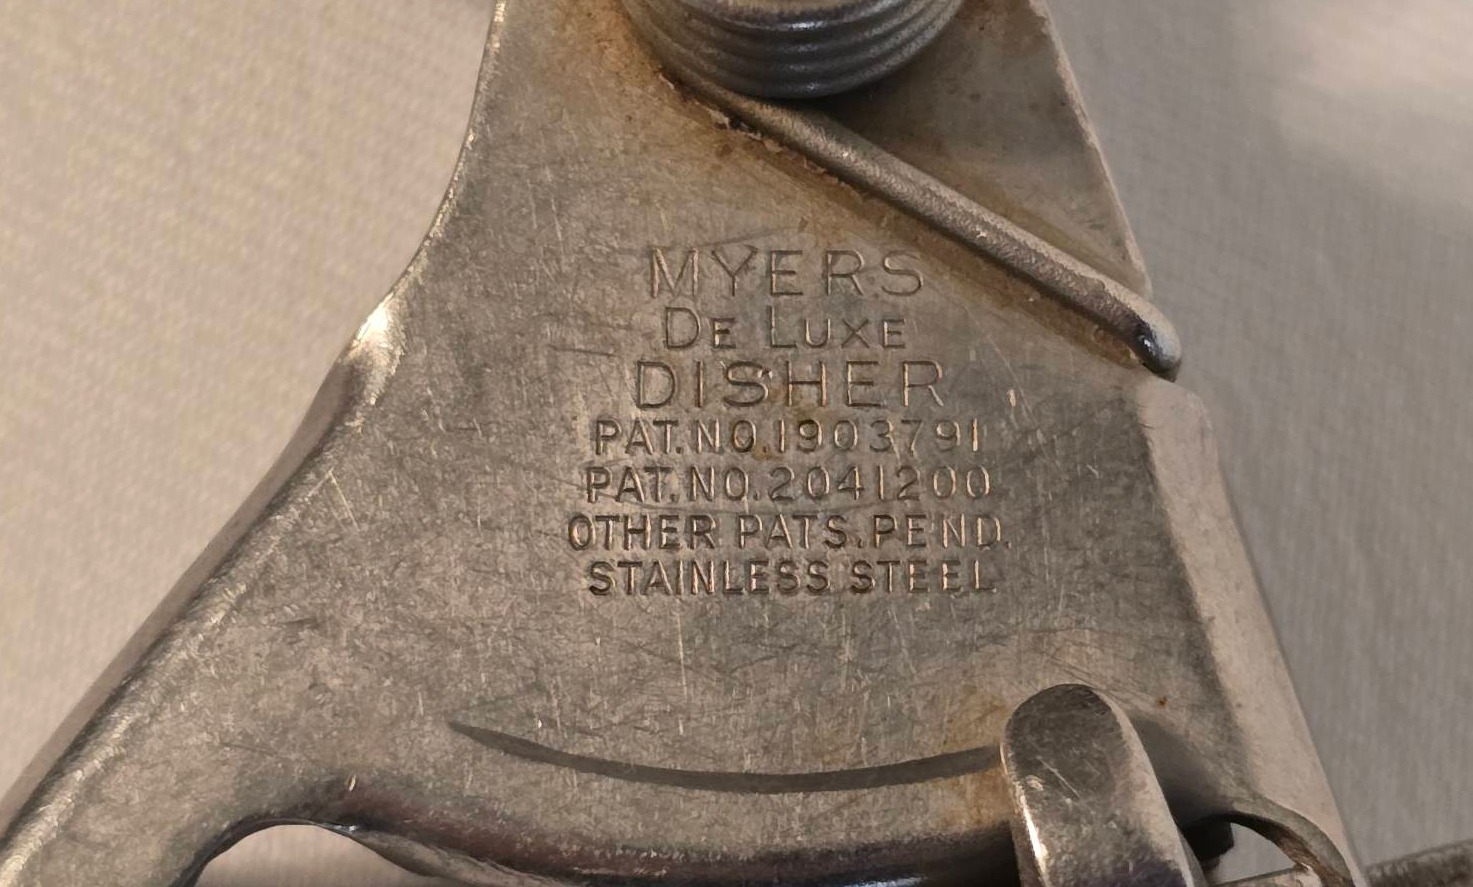 MYERS
DE LUXE
DISHER
PAT.NO.1903791
PAT.NO.2041200
OTHER PATS.PEND.
STAINLESS STEEL